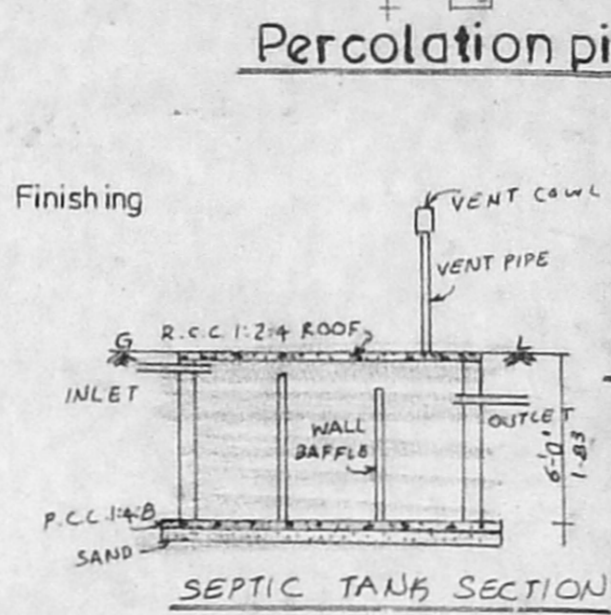 Percolation pi
Finishing
VENT COWL
VENT PIPE
G
R.C.C 1:2:4 ROOF
L
INLET
OUTLET
WALL
BAFFLE
6'-0"
1.83
P.C.C 1:4:8
SAND
SEPTIC TANK SECTION